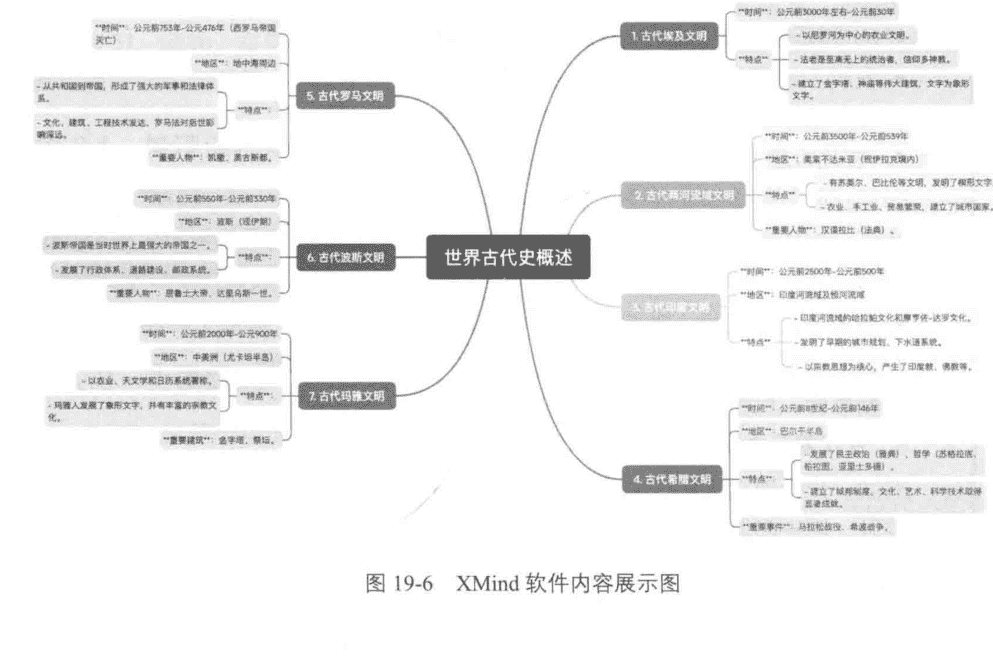 世界古代史概述
1. 古代埃及文明
**时间**：公元前3000年左右-公元前30年
**特点**
- 以尼罗河为中心的农业文明。
- 法老是至高无上的统治者，信仰多神教。
- 建立了金字塔、神庙等伟大建筑，文字为象形
文字。
2. 古代两河流域文明
**时间**：公元前3500年-公元前539年
**地区**：美索不达米亚（现伊拉克境内）
**特点**
- 有苏美尔、巴比伦等文明，发明了楔形文字
- 农业、手工业、贸易繁荣，建立了城市国家。
**重要人物**：汉谟拉比（法典）。
3. 古代印度文明
**时间**：公元前2500年-公元前500年
**地区**：印度河流域及恒河流域
**特点
- 印度河流域的哈拉帕文化和摩亨佐-达罗文化。
- 发明了早期的城市规划、下水道系统。
- 以宗教思想为核心，产生了印度教、佛教等。
4. 古代希腊文明
**时间**：公元前8世纪-公元前146年
**地区**：巴尔干半岛
**特点**：
- 发展了民主政治（雅典）、哲学（苏格拉底、
柏拉图、亚里士多德）。
- 建立了城邦制度，文化、艺术、科学技术取得
显著成就。
**重要事件**：马拉松战役、希波战争。
5. 古代罗马文明
**时间**：公元前753年-公元476年（西罗马帝国
灭亡）
**地区**：地中海周边
**特点**：
- 从共和国到帝国，形成了强大的军事和法律体
系。
- 文化、建筑、工程技术发达，罗马法对后世影
响深远。
**重要人物**：凯撒、奥古斯都。
6. 古代波斯文明
**时间**：公元前550年-公元前330年
**地区**：波斯（现伊朗）
**特点**：
- 波斯帝国是当时世界上最强大的帝国之一。
- 发展了行政体系、道路建设、邮政系统。
**重要人物**：居鲁士大帝、达里乌斯一世。
7. 古代玛雅文明
**时间**：公元前2000年-公元900年
**地区**：中美洲（尤卡坦半岛）
**特点**：
- 以农业、天文学和日历系统著称。
- 玛雅人发展了象形文字，并有丰富的宗教文
化。
**重要建筑**：金字塔、祭坛。
图 19-6 XMind 软件内容展示图